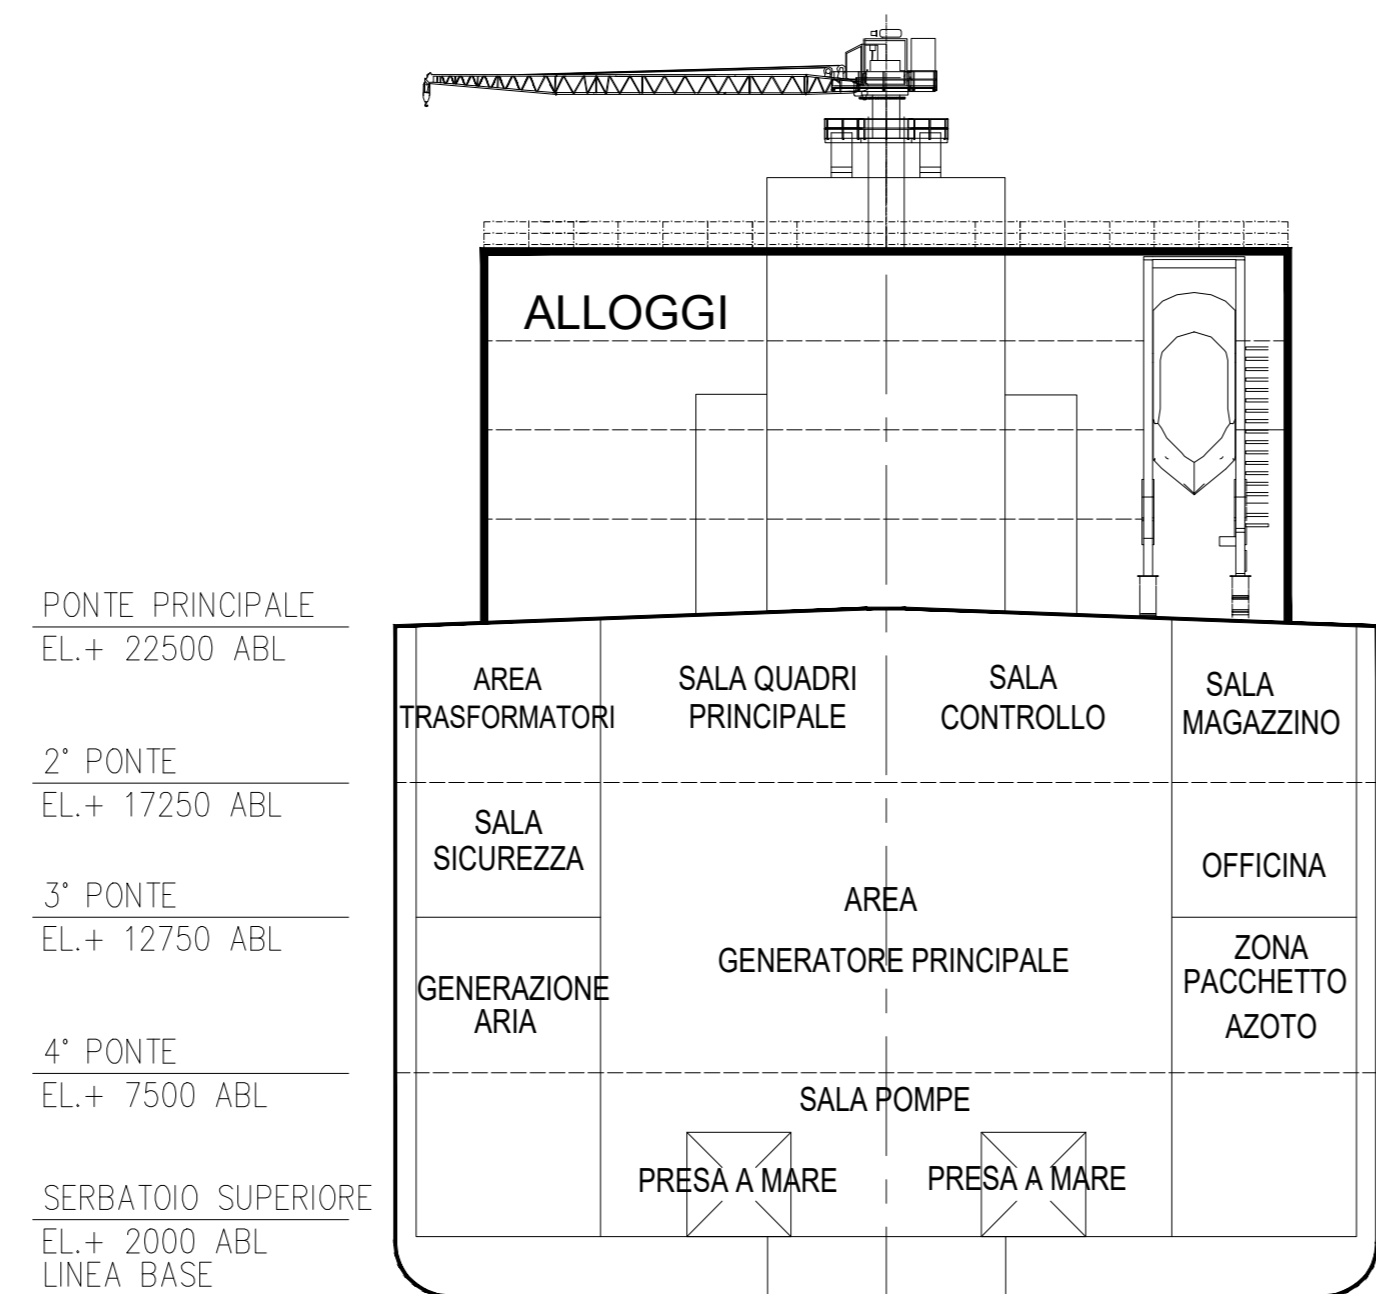 ALLOGGI
PONTE PRINCIPALE
EL.+ 22500 ABL
AREA
TRASFORMATORI
SALA QUADRI
PRINCIPALE
SALA
CONTROLLO
SALA
MAGAZZINO
2° PONTE
EL.+ 17250 ABL
SALA
SICUREZZA
OFFICINA
3° PONTE
EL.+ 12750 ABL
AREA
GENERATORE PRINCIPALE
GENERAZIONE
ARIA
ZONA
PACCHETTO
AZOTO
4° PONTE
EL.+ 7500 ABL
SALA POMPE
PRESA A MARE
PRESA A MARE
SERBATOIO SUPERIORE
EL.+ 2000 ABL
LINEA BASE